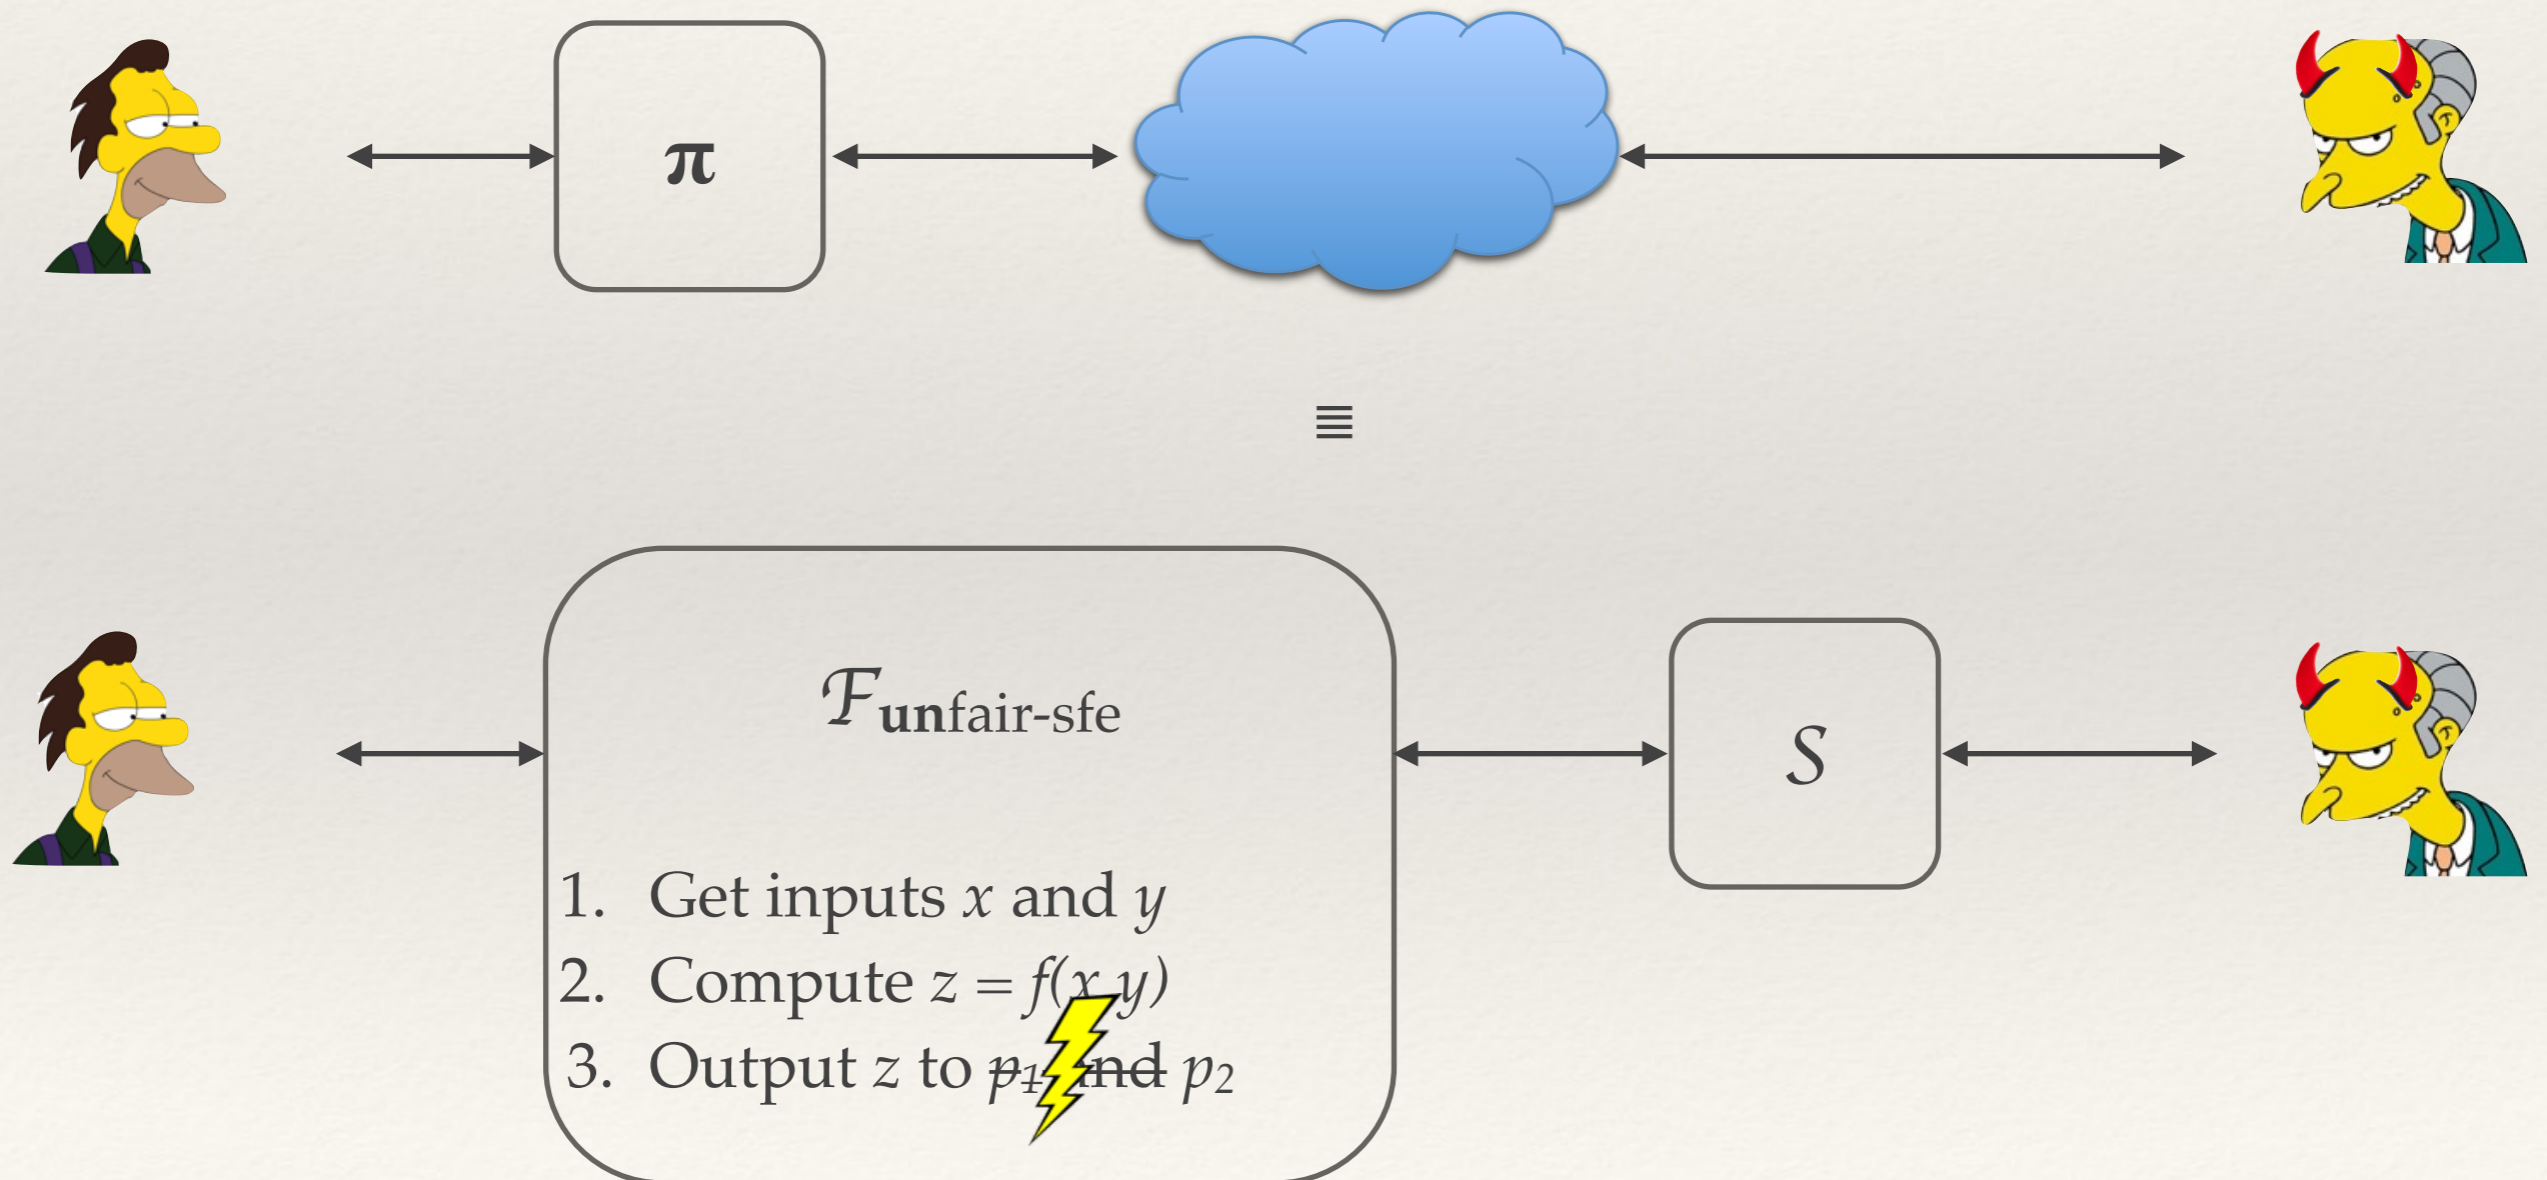 π
≣
ℱunfair-sfe
S
1. Get inputs x and y
2. Compute z = f(x,y)
3. Output z to p1 and p2